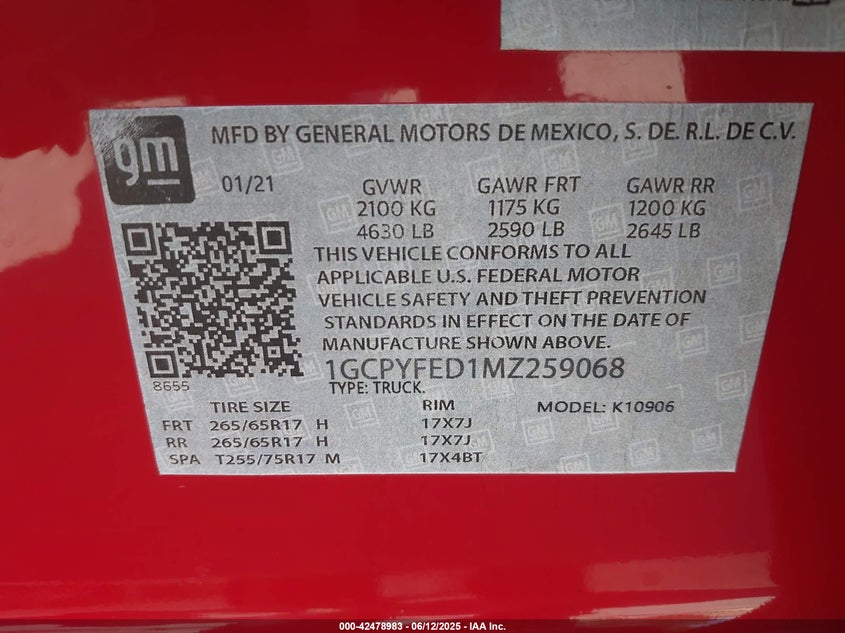 gm
MFD BY GENERAL MOTORS DE MEXICO, S. DE. R.L. DE C.V.
01/21 GVWR GAWR FRT GAWR RR
2100 KG 1175 KG 1200 KG
4630 LB 2590 LB 2645 LB
THIS VEHICLE CONFORMS TO ALL
APPLICABLE U.S. FEDERAL MOTOR
VEHICLE SAFETY AND THEFT PREVENTION
STANDARDS IN EFFECT ON THE DATE OF
MANUFACTURE SHOWN ABOVE.
8655 1GCPYFED1MZ259068
TYPE: TRUCK.
TIRE SIZE RIM MODEL: K10906
FRT 265/65R17 H 17X7J
RR 265/65R17 H 17X7J
SPA T255/75R17 M 17X4BT
000-42478983 - 06/12/2025 - IAA Inc.